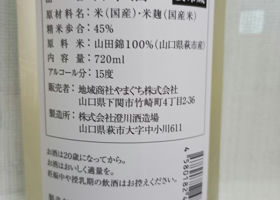 原材料名：米（国産）・米麹（国産米）
精米歩合：45%
原料米：山田錦100%（山口県萩市産）
内容量：720ml
アルコール分：15度
販売者：地域商社やまぐち株式会社
山口県下関市竹崎町4丁目2-36
製造所：株式会社澄川酒造場
山口県萩市大字中小川611
お酒は20歳になってから。
お酒はおいしく適量を。
妊娠中や授乳期の飲酒はお控えください。